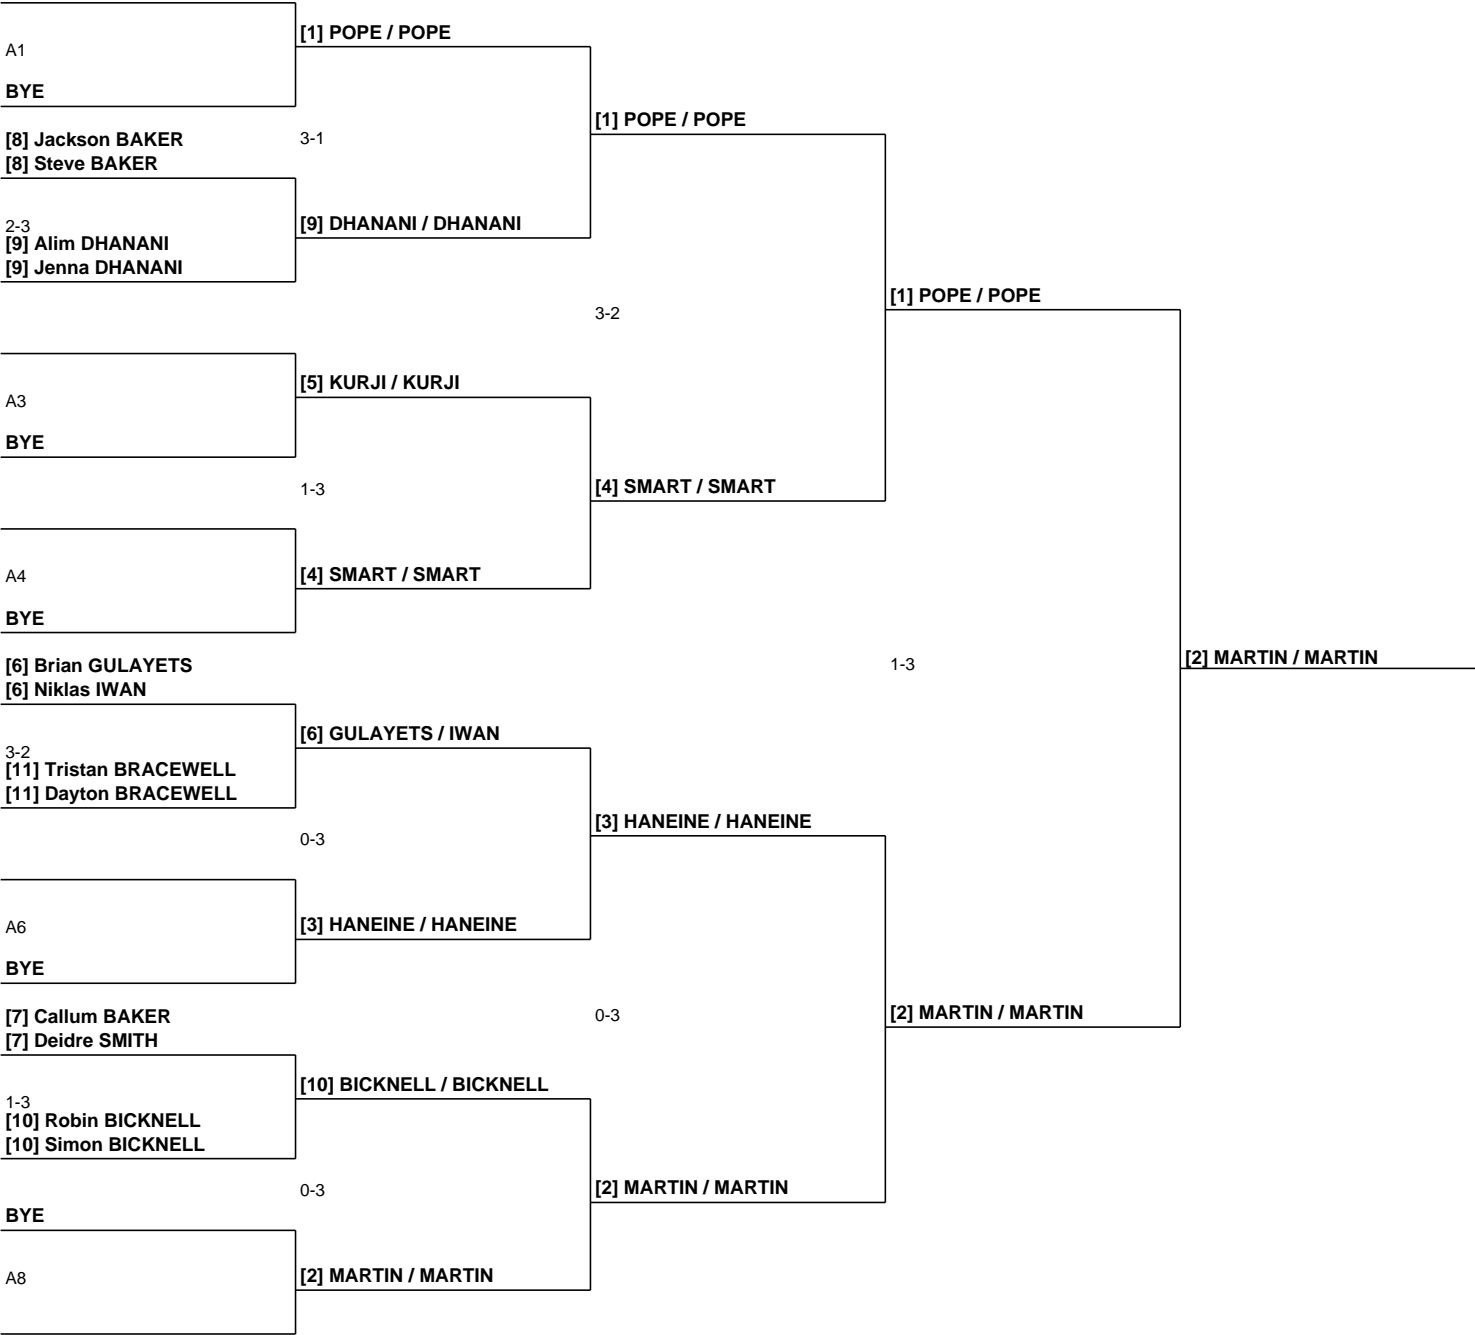 [1] POPE / POPE
A1
BYE
[1] POPE / POPE
[8] Jackson BAKER
3-1
[8] Steve BAKER
2-3
[9] DHANANI / DHANANI
[9] Alim DHANANI
[9] Jenna DHANANI
[1] POPE / POPE
3-2
[5] KURJI / KURJI
A3
BYE
1-3
[4] SMART / SMART
A4
[4] SMART / SMART
BYE
[6] Brian GULAYETS
1-3
[2] MARTIN / MARTIN
[6] Niklas IWAN
[6] GULAYETS / IWAN
3-2
[11] Tristan BRACEWELL
[11] Dayton BRACEWELL
[3] HANEINE / HANEINE
0-3
A6
[3] HANEINE / HANEINE
BYE
[7] Callum BAKER
0-3
[2] MARTIN / MARTIN
[7] Deidre SMITH
[10] BICKNELL / BICKNELL
1-3
[10] Robin BICKNELL
[10] Simon BICKNELL
0-3
[2] MARTIN / MARTIN
BYE
A8
[2] MARTIN / MARTIN